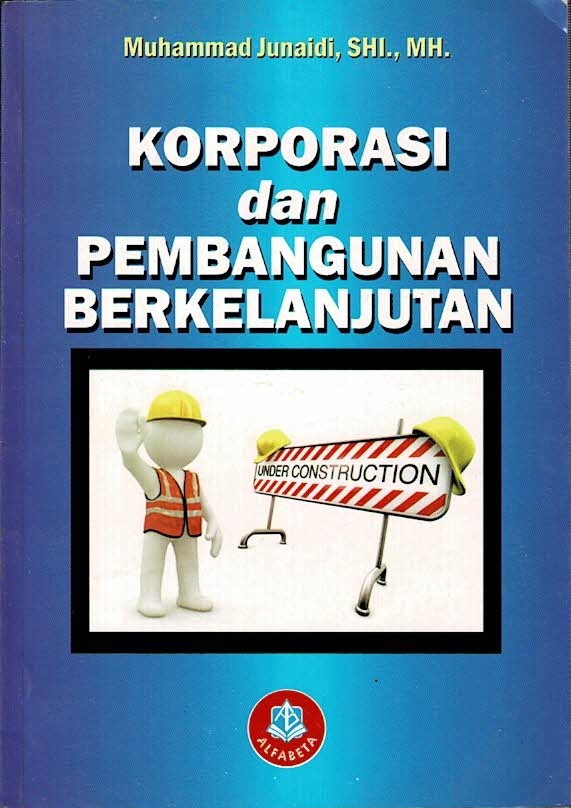 Muhammad Junaidi, SHI., MH.
KORPORASI
dan
PEMBANGUNAN
BERKELANJUTAN
UNDER CONSTRUCTION
ALFABETA